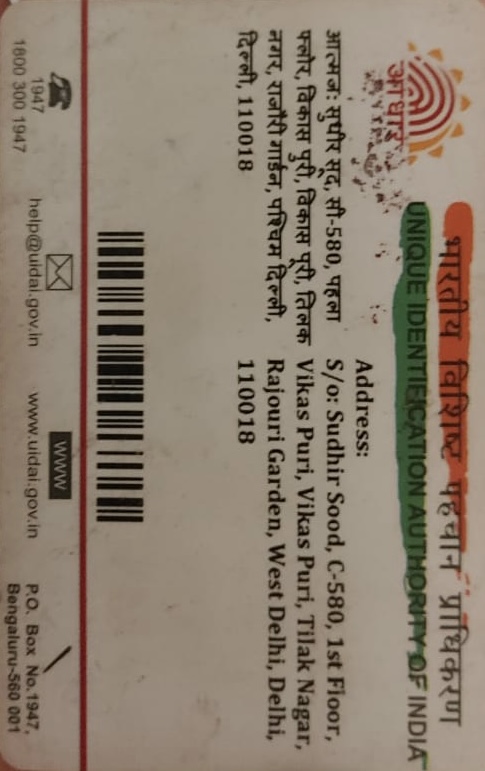 भारतीय विशिष्ट पहचान प्राधिकरण
UNIQUE IDENTIFICATION AUTHORITY OF INDIA
आधार
आत्मज: सुधीर सूद, सी-580, पहला
फ्लोर, विकास पुरी, विकास पूरी, तिलक
नगर, राजौरी गार्डन, पश्चिम दिल्ली,
दिल्ली, 110018
Address:
S/o: Sudhir Sood, C-580, 1st Floor,
Vikas Puri, Vikas Puri, Tilak Nagar,
Rajouri Garden, West Delhi, Delhi,
110018
1947
1800 300 1947
help@uidai.gov.in
www
www.uidai.gov.in
P.O. Box No.1947,
Bengaluru-560 001